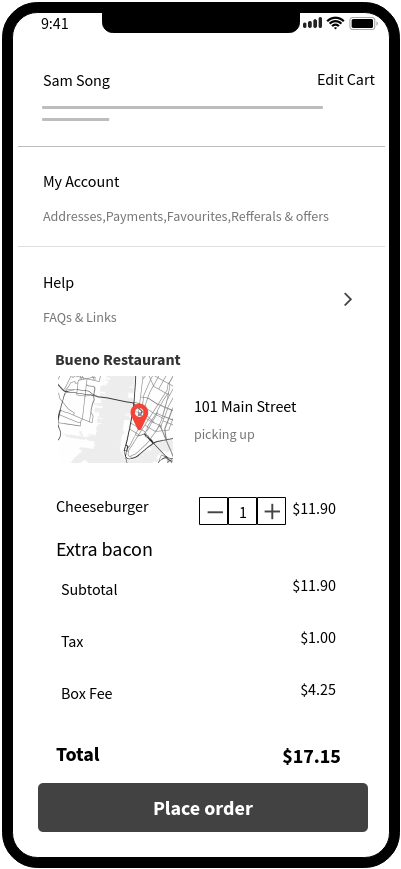 9:41
Sam Song
Edit Cart
My Account
Addresses,Payments,Favourites,Refferals & offers
Help
FAQs & Links
Bueno Restaurant
101 Main Street
picking up
Cheeseburger 1 $11.90
Extra bacon
Subtotal $11.90
Tax $1.00
Box Fee $4.25
Total $17.15
Place order